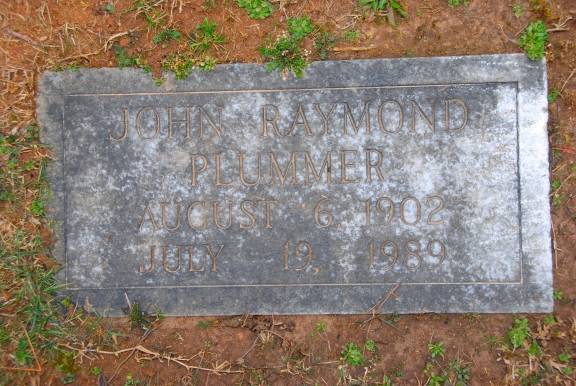 JOHN RAYMOND
PLUMMER
AUGUST 6, 1902
JULY 19, 1989